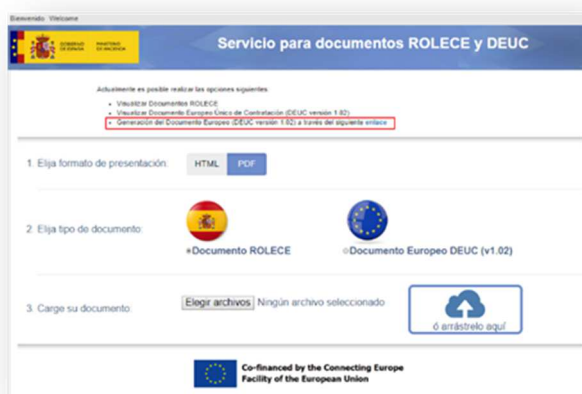 Bienvenido Welcome
GOBIERNO DE ESPAÑA
MINISTERIO DE HACIENDA
Servicio para documentos ROLECE y DEUC
Actualmente es posible realizar las opciones siguientes
Visualizar Documentos ROLECE
Visualizar Documento Europeo Único de Contratación (DEUC versión 1.02)
Generación del Documento Europeo (DEUC versión 1.02) a través del siguiente enlace
1. Elija formato de presentación: HTML PDF
2. Elija tipo de documento:
Documento ROLECE Documento Europeo DEUC (v1.02)
3. Cargue su documento: Elegir archivos Ningún archivo seleccionado
ó arrástrelo aquí
Co-financed by the Connecting Europe
Facility of the European Union